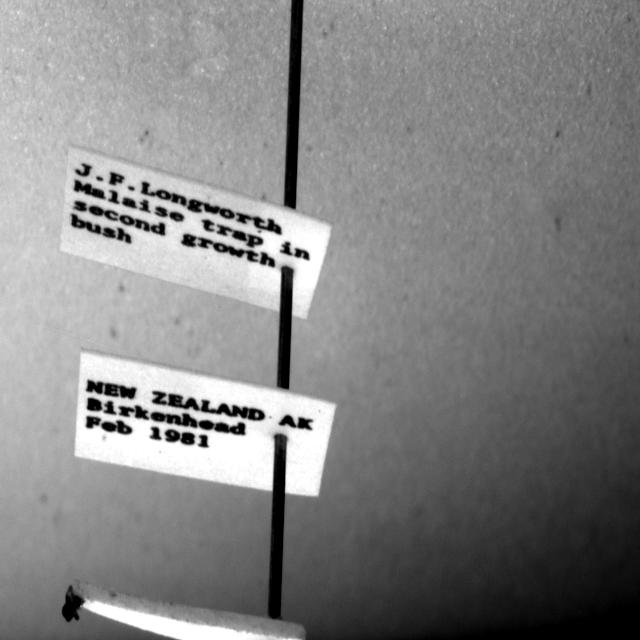 J.F.Longworth
Malaise trap in
second growth
bush
NEW ZEALAND AK
Birkenhead
Feb 1981